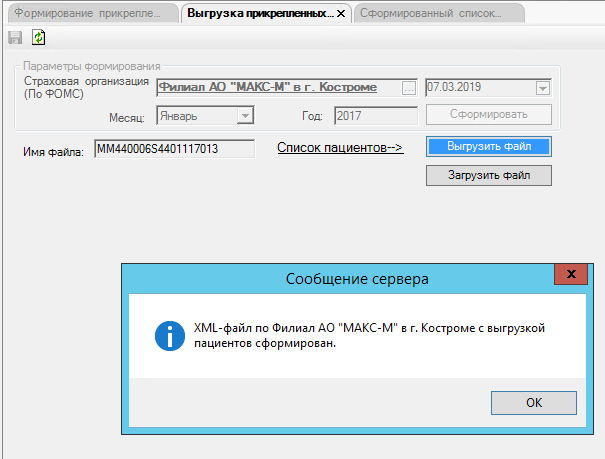 Формирование прикрепле... Выгрузка прикрепленных... Сформированный список...
Параметры формирования
Страховая организация
(По ФОМС)
Филиал АО "МАКС-М" в г. Костроме ... 07.03.2019
Месяц: Январь Год: 2017 Сформировать
Имя файла: MM440006S4401117013 Список пациентов--> Выгрузить файл
Загрузить файл
Сообщение сервера
XML-файл по Филиал АО "МАКС-М" в г. Костроме с выгрузкой
пациентов сформирован.
OK